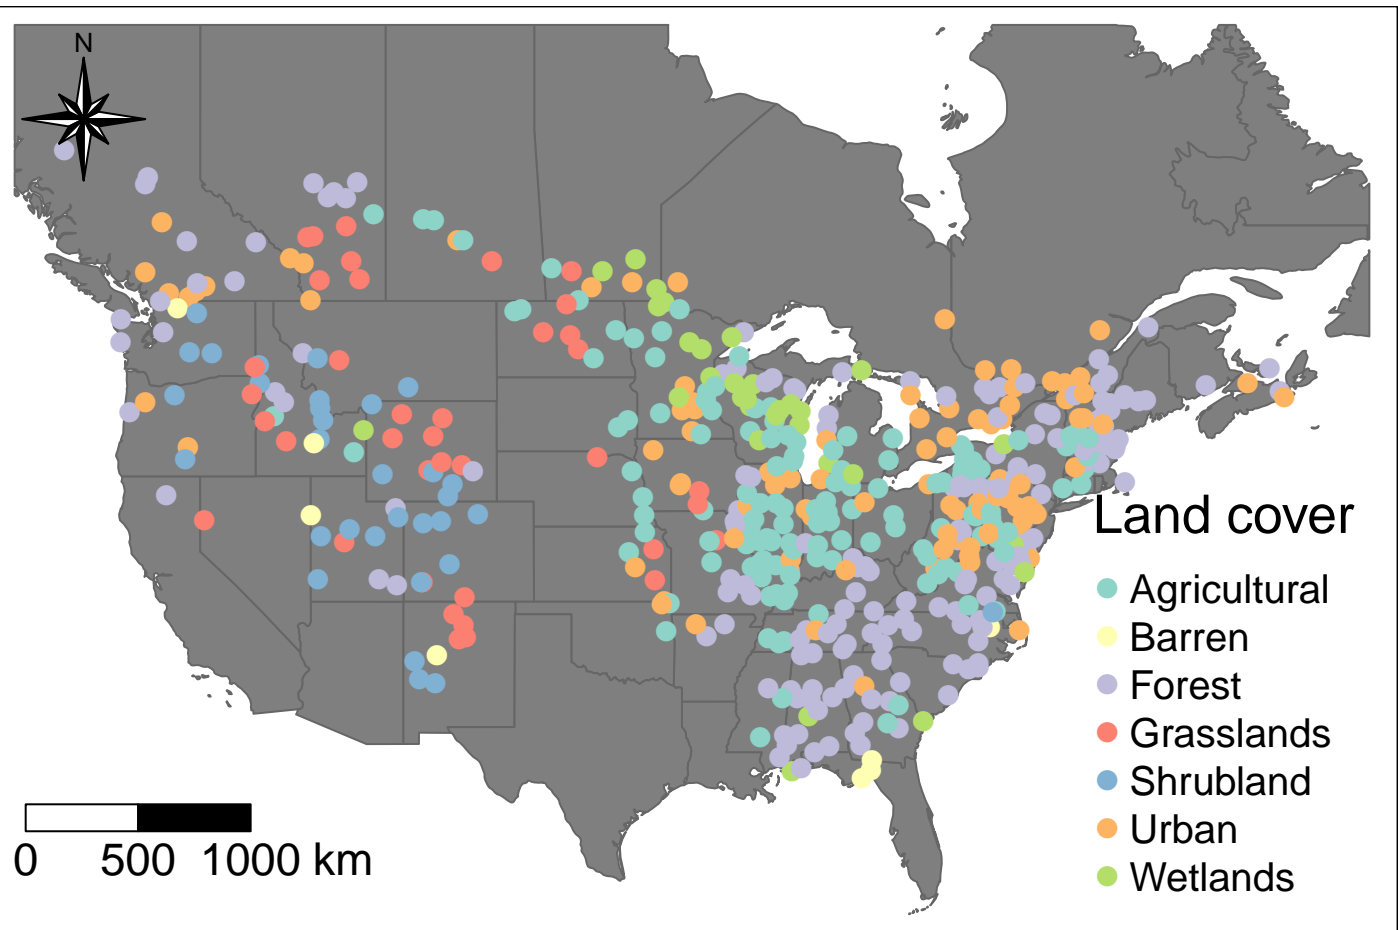 N
Land cover
Agricultural
Barren
Forest
Grasslands
Shrubland
Urban
Wetlands
0 500 1000 km